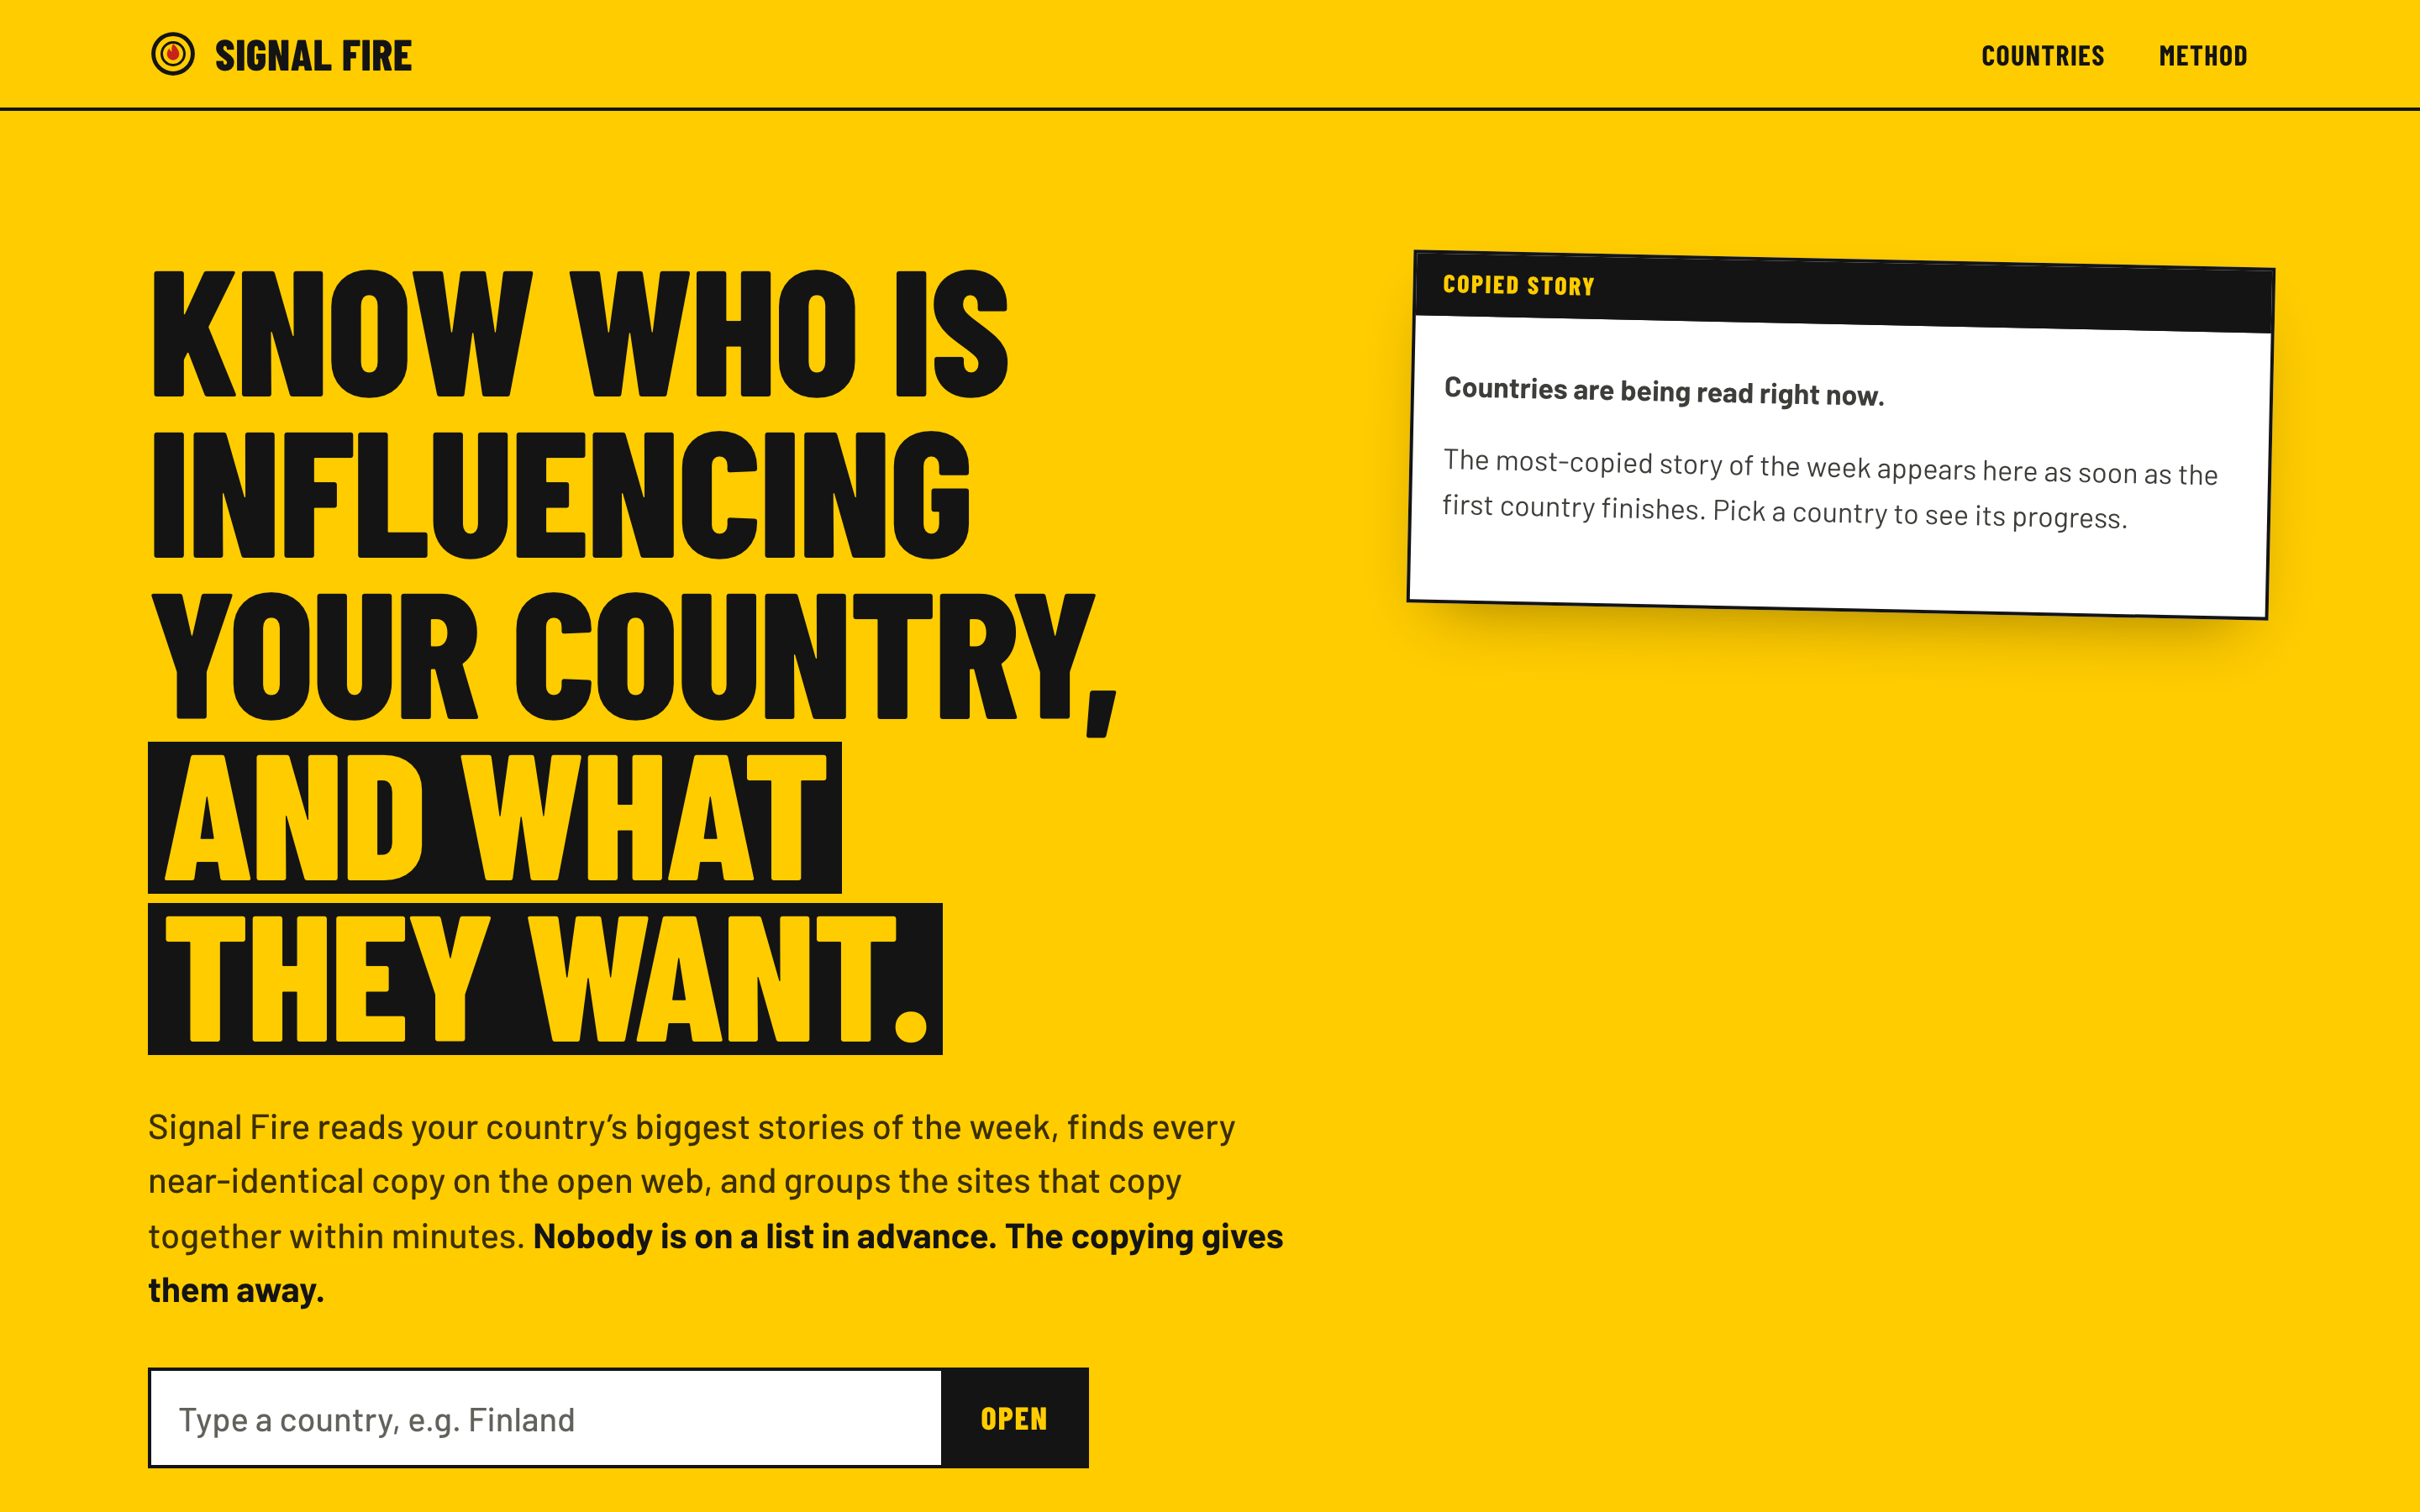 SIGNAL FIRE
COUNTRIES
METHOD
KNOW WHO IS
INFLUENCING
YOUR COUNTRY,
AND WHAT
THEY WANT.
Signal Fire reads your country’s biggest stories of the week, finds every
near-identical copy on the open web, and groups the sites that copy
together within minutes. Nobody is on a list in advance. The copying gives
them away.
Type a country, e.g. Finland
OPEN
COPIED STORY
Countries are being read right now.
The most-copied story of the week appears here as soon as the
first country finishes. Pick a country to see its progress.